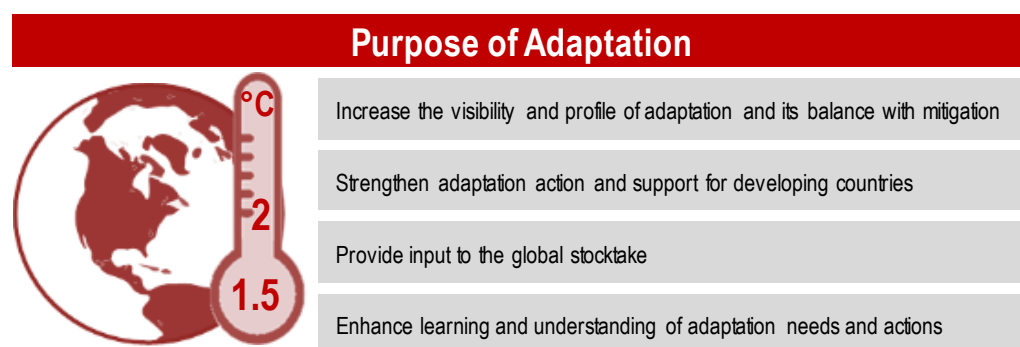 Purpose of Adaptation
°C
2
1.5
Increase the visibility and profile of adaptation and its balance with mitigation
Strengthen adaptation action and support for developing countries
Provide input to the global stocktake
Enhance learning and understanding of adaptation needs and actions